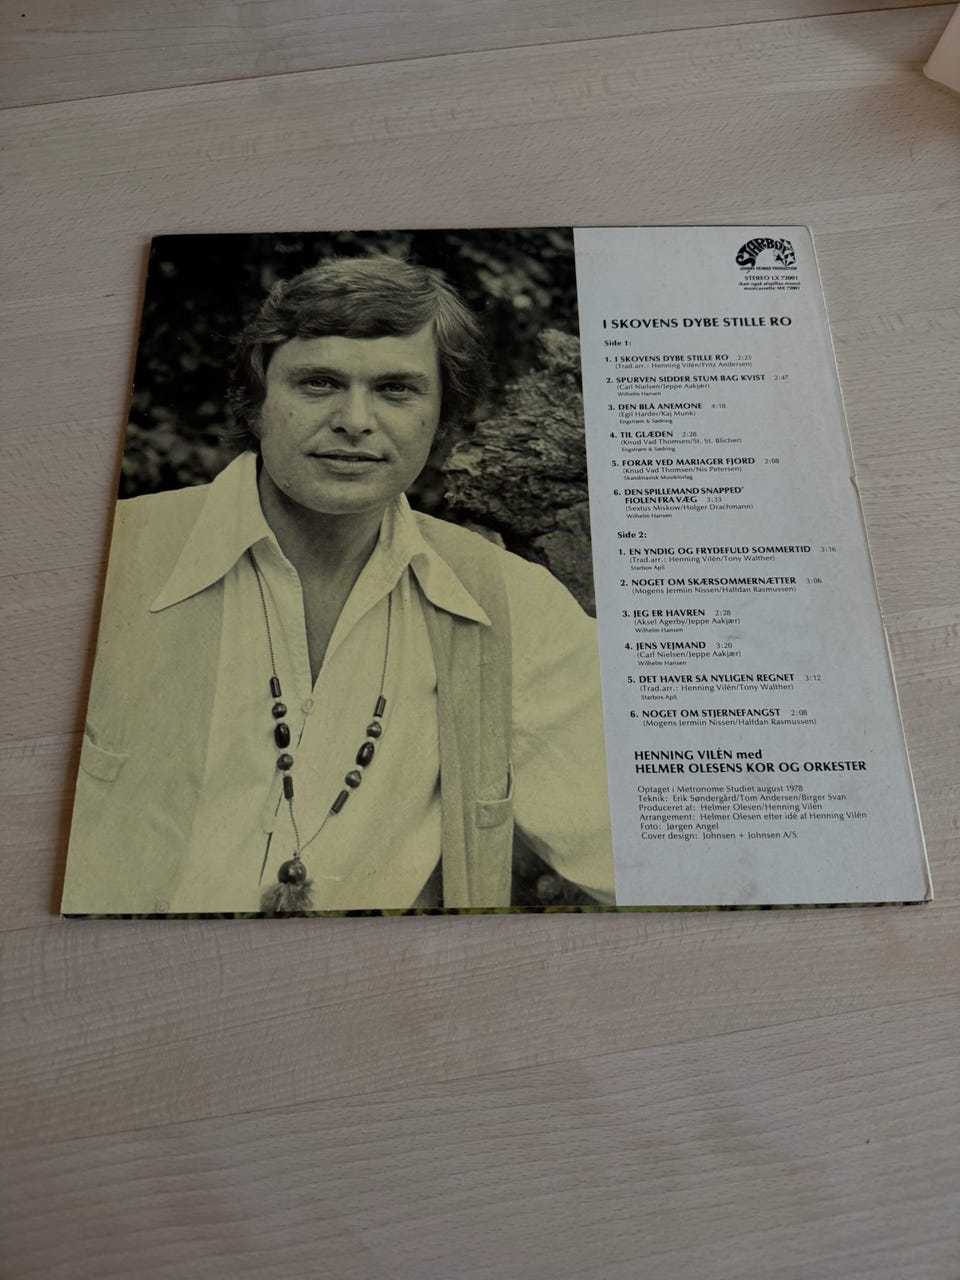 STARBOX
JOHNNY REIMAR PRODUCTION
STEREO LX 72001
(kan også afspilles mono)
musicassette MX 72001
I SKOVENS DYBE STILLE RO
Side 1:
1. I SKOVENS DYBE STILLE RO 2:23
(Trad.arr.: Henning Vilén/Fritz Andersen)
2. SPURVEN SIDDER STUM BAG KVIST 2:47
(Carl Nielsen/Jeppe Aakjær)
Wilhelm Hansen
3. DEN BLÅ ANEMONE 4:18
(Egil Harder/Kaj Munk)
Engstrøm & Sødring
4. TIL GLÆDEN 2:28
(Knud Vad Thomsen/St. St. Blicher)
Engstrøm & Sødring
5. FORÅR VED MARIAGER FJORD 2:08
(Knud Vad Thomsen/Nis Petersen)
Skandinavisk Musikforlag
6. DEN SPILLEMAND SNAPPED'
FIOLEN FRA VÆG 3:33
(Sextus Miskow/Holger Drachmann)
Wilhelm Hansen
Side 2:
1. EN YNDIG OG FRYDEFULD SOMMERTID 3:16
(Trad.arr.: Henning Vilén/Tony Walther)
Starbox ApS
2. NOGET OM SKÆRSOMMERNÆTTER 3:06
(Mogens Jermiin Nissen/Halfdan Rasmussen)
3. JEG ER HAVREN 2:28
(Aksel Agerby/Jeppe Aakjær)
Wilhelm Hansen
4. JENS VEJMAND 3:20
(Carl Nielsen/Jeppe Aakjær)
Wilhelm Hansen
5. DET HAVER SÅ NYLIGEN REGNET 3:12
(Trad.arr.: Henning Vilén/Tony Walther)
Starbox ApS
6. NOGET OM STJERNEFANGST 2:08
(Mogens Jermiin Nissen/Halfdan Rasmussen)
HENNING VILÉN med
HELMER OLESENS KOR OG ORKESTER
Optaget i Metronome Studiet august 1978
Teknik: Erik Søndergård/Tom Andersen/Birger Svan
Produceret af: Helmer Olesen/Henning Vilén
Arrangement: Helmer Olesen efter idé af Henning Vilén
Foto: Jørgen Angel
Cover design: Johnsen + Johnsen A/S